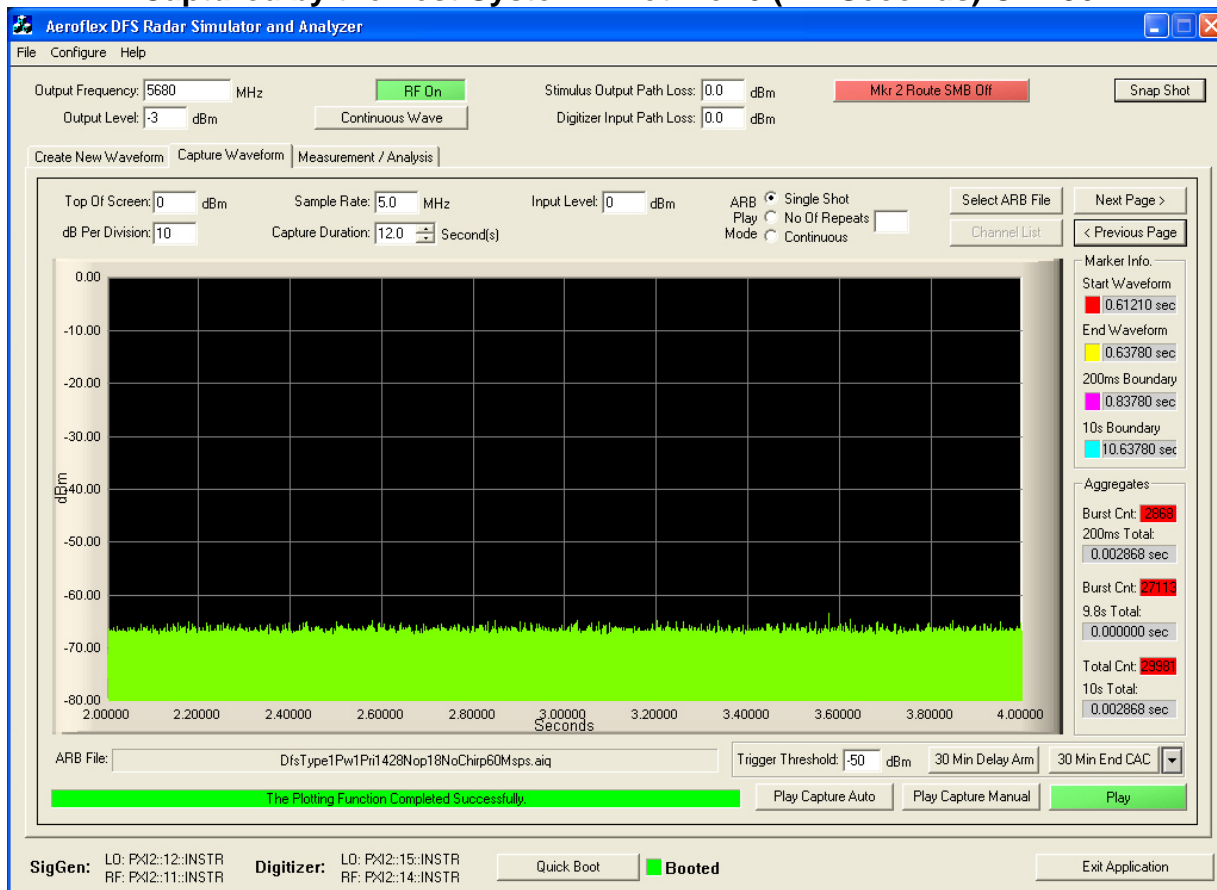 Aeroflex DFS Radar Simulator and Analyzer
File Configure Help
Output Frequency: 5680 MHz
RF On
Stimulus Output Path Loss: 0.0 dBm
Mkr 2 Route SMB Off
Snap Shot
Output Level: -3 dBm
Continuous Wave
Digitizer Input Path Loss: 0.0 dBm
Create New Waveform
Capture Waveform
Measurement / Analysis
Top Of Screen: 0 dBm
Sample Rate: 5.0 MHz
Input Level: 0 dBm
ARB Play Mode
Single Shot
No Of Repeats
Continuous
Select ARB File
Next Page >
dB Per Division: 10
Capture Duration: 12.0 Second(s)
Channel List
< Previous Page
0.00
-10.00
-20.00
-30.00
-40.00
-50.00
-60.00
-70.00
-80.00
dBm
2.00000 2.20000 2.40000 2.60000 2.80000 3.00000 3.20000 3.40000 3.60000 3.80000 4.00000
Seconds
Marker Info.
Start Waveform
0.61210 sec
End Waveform
0.63780 sec
200ms Boundary
0.83780 sec
10s Boundary
10.63780 sec
Aggregates
Burst Cnt: 2868
200ms Total:
0.002868 sec
Burst Cnt: 27113
9.8s Total:
0.000000 sec
Total Cnt: 29981
10s Total:
0.002868 sec
ARB File: DfsType1Pw1Pri1428Nop18NoChirp60Msps.aiq
Trigger Threshold: -50 dBm
30 Min Delay Arm
30 Min End CAC
The Plotting Function Completed Successfully.
Play Capture Auto
Play Capture Manual
Play
SigGen: LO: PXI2::12::INSTR
RF: PXI2::11::INSTR
Digitizer: LO: PXI2::15::INSTR
RF: PXI2::14::INSTR
Quick Boot
Booted
Exit Application